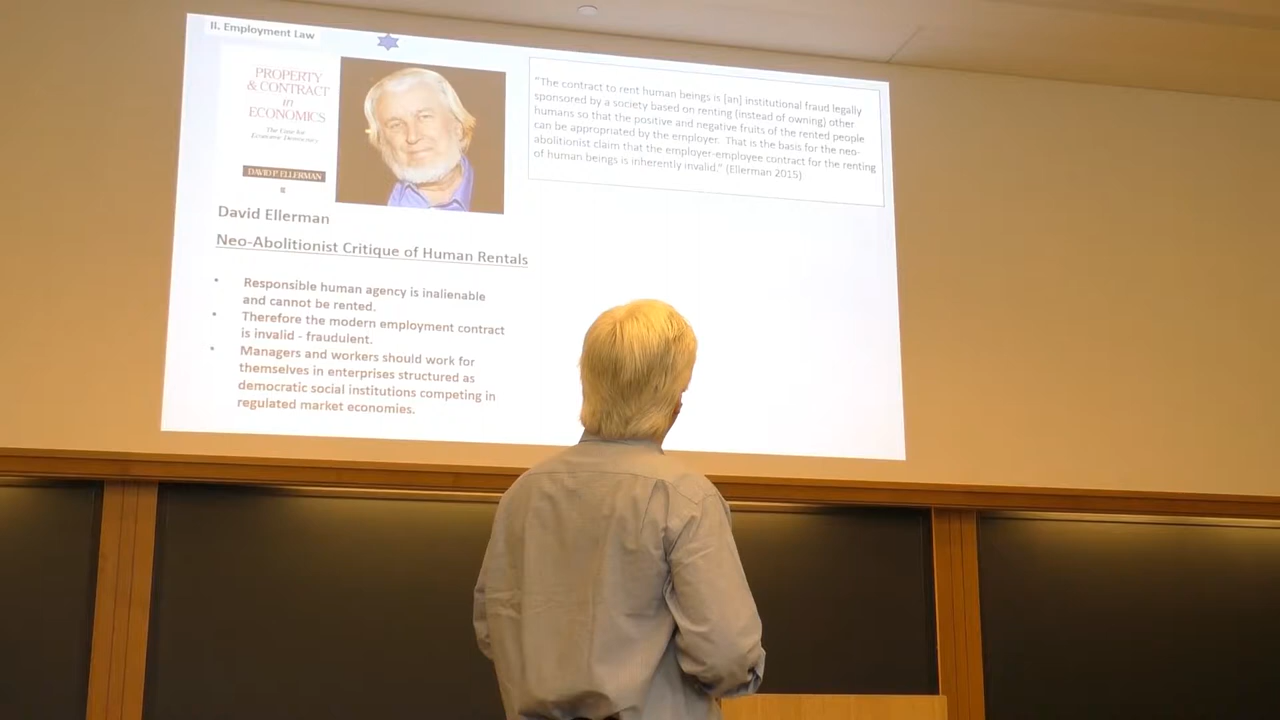 II. Employment Law
PROPERTY
& CONTRACT
in
ECONOMICS
The Case for
Economic Democracy
DAVID P. ELLERMAN
David Ellerman
Neo-Abolitionist Critique of Human Rentals
• Responsible human agency is inalienable
and cannot be rented.
• Therefore the modern employment contract
is invalid - fraudulent.
• Managers and workers should work for
themselves in enterprises structured as
democratic social institutions competing in
regulated market economies.
"The contract to rent human beings is [an] institutional fraud legally
sponsored by a society based on renting (instead of owning) other
humans so that the positive and negative fruits of the rented people
can be appropriated by the employer. That is the basis for the neo-
abolitionist claim that the employer-employee contract for the renting
of human beings is inherently invalid." (Ellerman 2015)